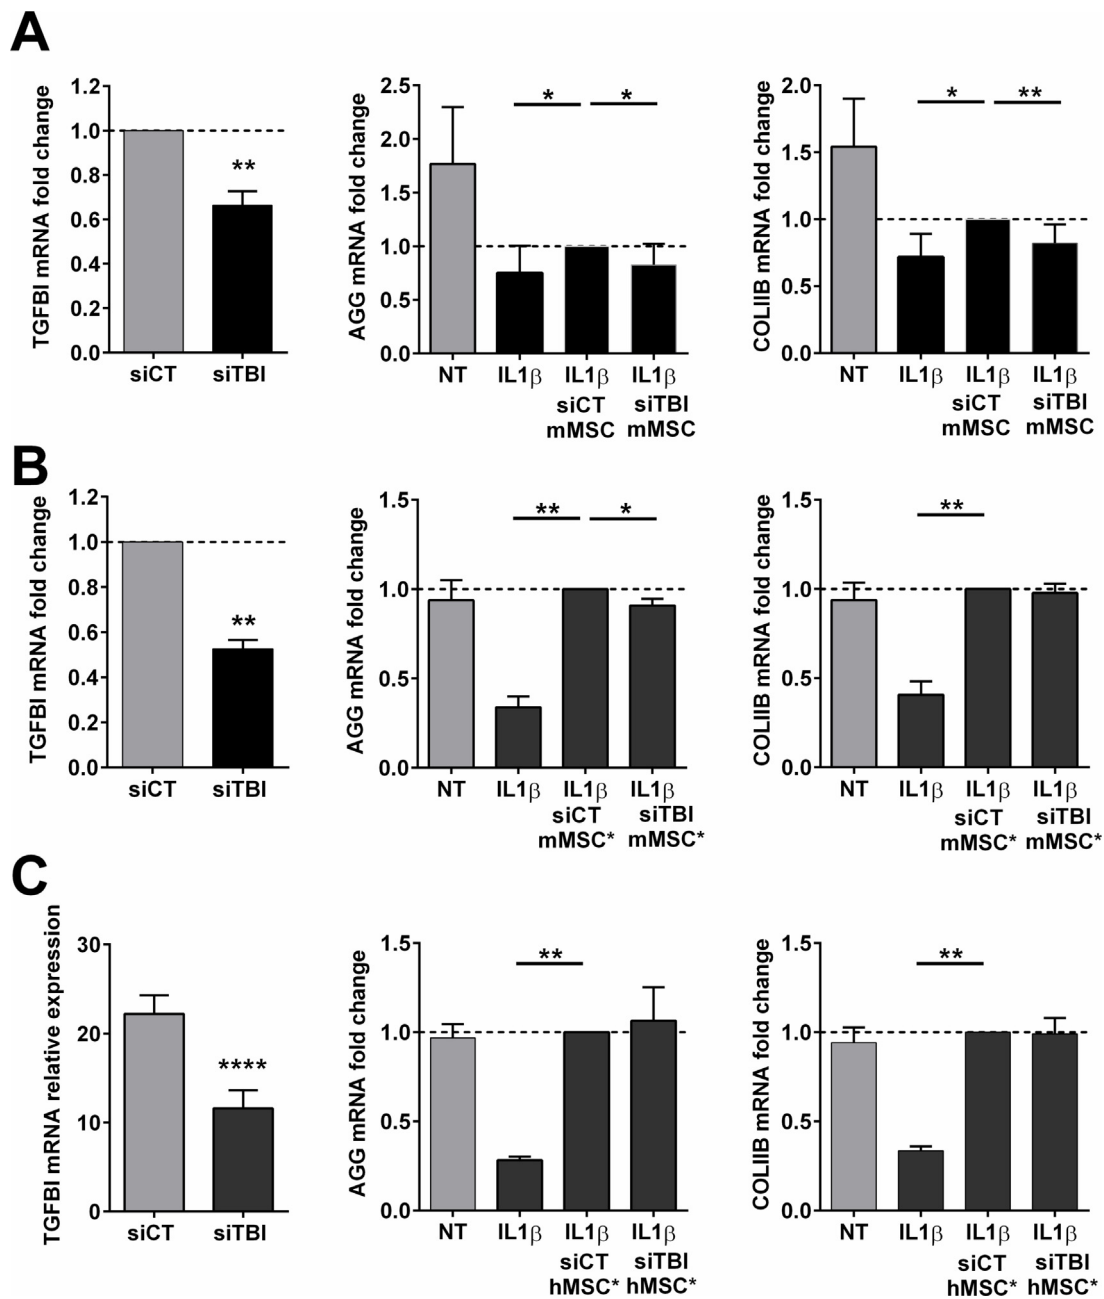 A
TGFBI mRNA fold change
1.2
1.0
0.8
0.6
0.4
0.2
0.0
**
siCT siTBI
AGG mRNA fold change
2.5
2.0
1.5
1.0
0.5
0.0
* *
NT IL1β IL1β IL1β
siCT siTBI
mMSC mMSC
COLIIB mRNA fold change
2.0
1.5
1.0
0.5
0.0
* **
NT IL1β IL1β IL1β
siCT siTBI
mMSC mMSC
B
TGFBI mRNA fold change
1.2
1.0
0.8
0.6
0.4
0.2
0.0
**
siCT siTBI
AGG mRNA fold change
1.5
1.0
0.5
0.0
** *
NT IL1β IL1β IL1β
siCT siTBI
mMSC* mMSC*
COLIIB mRNA fold change
1.5
1.0
0.5
0.0
**
NT IL1β IL1β IL1β
siCT siTBI
mMSC* mMSC*
C
TGFBI mRNA relative expression
30
20
10
0
****
siCT siTBI
AGG mRNA fold change
1.5
1.0
0.5
0.0
**
NT IL1β IL1β IL1β
siCT siTBI
hMSC* hMSC*
COLIIB mRNA fold change
1.5
1.0
0.5
0.0
**
NT IL1β IL1β IL1β
siCT siTBI
hMSC* hMSC*